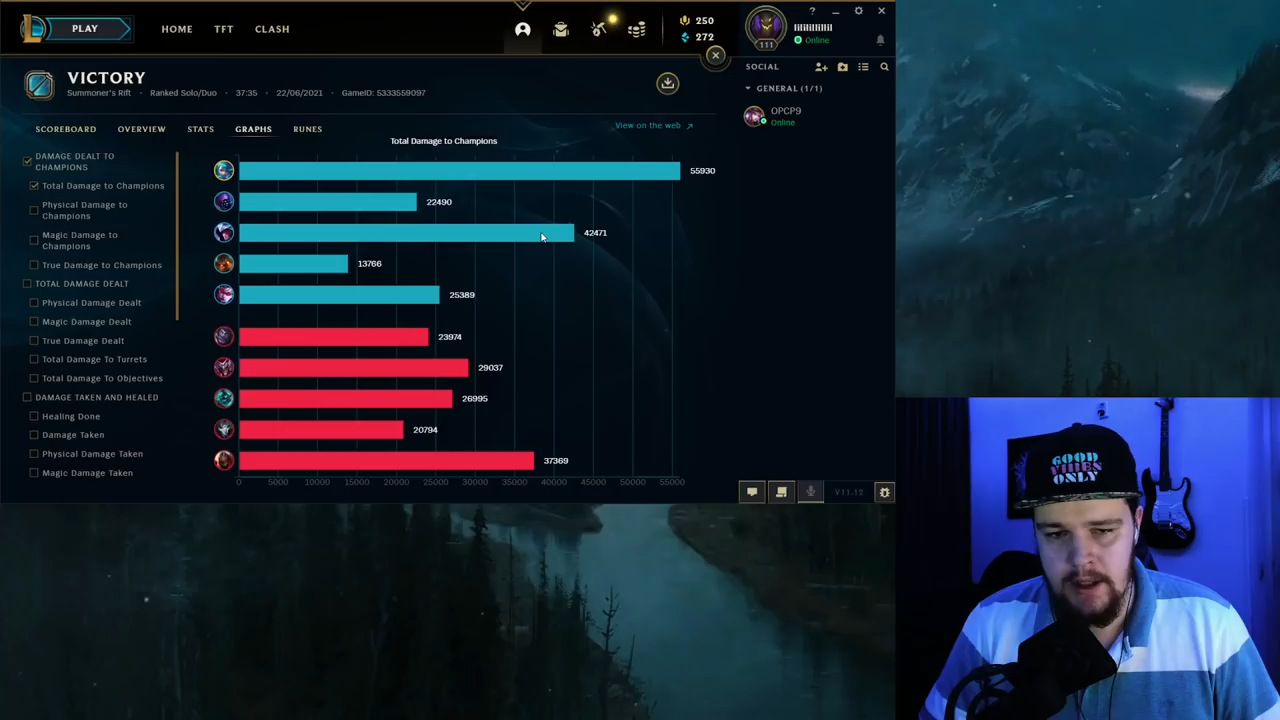 PLAY
HOME
TFT
CLASH
250
272
?
111
Online
VICTORY
Summoner's Rift · Ranked Solo/Duo · 37:35 · 22/06/2021 · GameID: 5333559097
SOCIAL
GENERAL (1/1)
OPCP9
Online
SCOREBOARD
OVERVIEW
STATS
GRAPHS
RUNES
View on the web
Total Damage to Champions
DAMAGE DEALT TO
CHAMPIONS
Total Damage to Champions
Physical Damage to
Champions
Magic Damage to
Champions
True Damage to Champions
TOTAL DAMAGE DEALT
Physical Damage Dealt
Magic Damage Dealt
True Damage Dealt
Total Damage To Turrets
Total Damage To Objectives
DAMAGE TAKEN AND HEALED
Healing Done
Damage Taken
Physical Damage Taken
Magic Damage Taken
55930
22490
42471
13766
25389
23974
29037
26995
20794
37369
0 5000 10000 15000 20000 25000 30000 35000 40000 45000 50000 55000
V11.12
GOOD
VIBES
ONLY